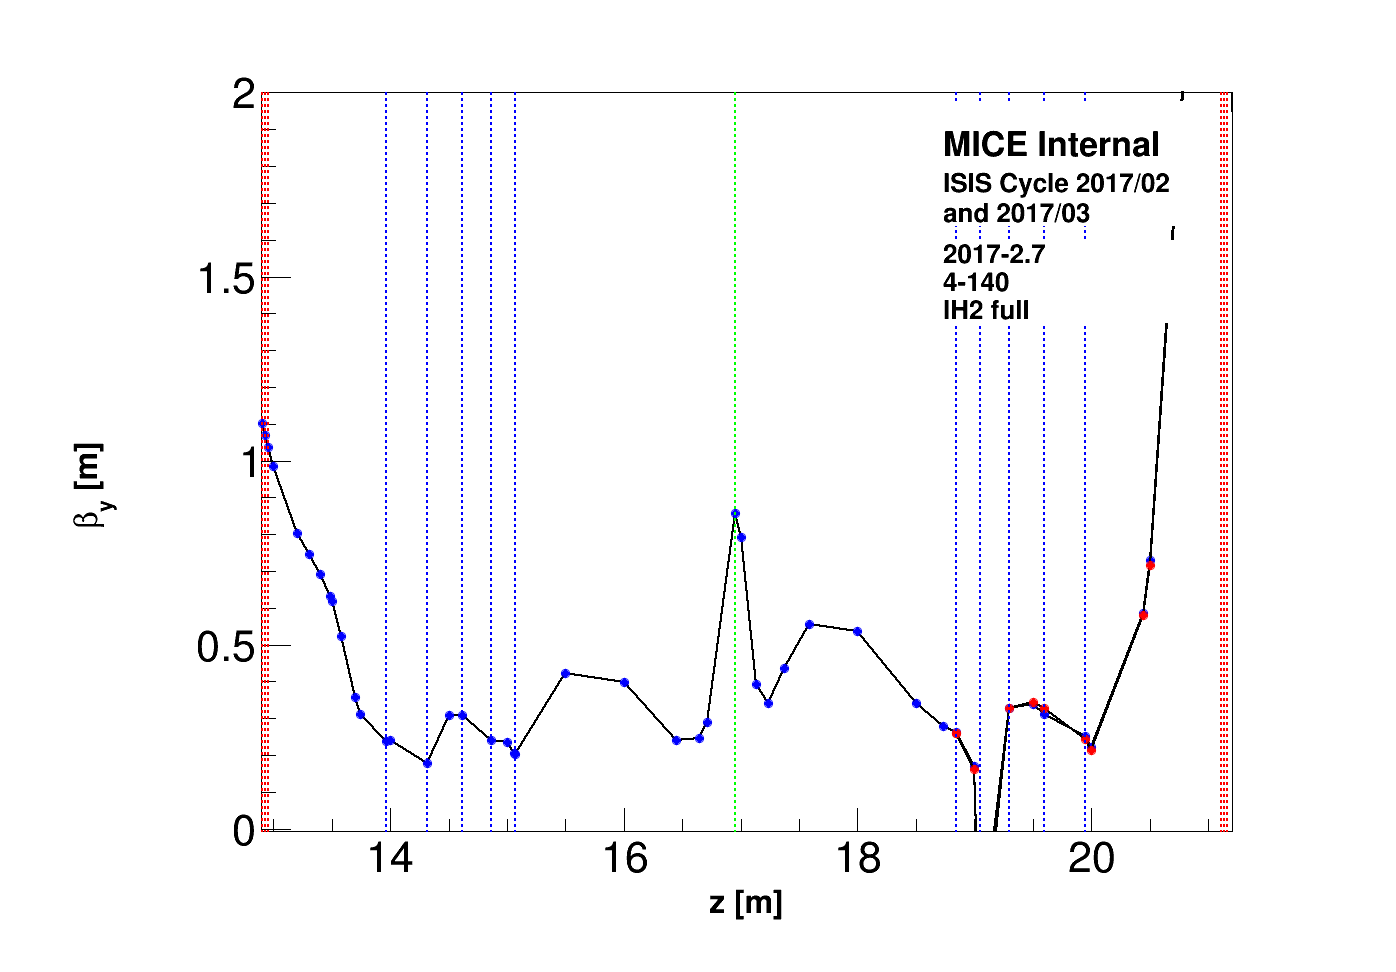 2
MICE Internal
ISIS Cycle 2017/02
and 2017/03
2017-2.7
4-140
lH2 full
1.5
1
0.5
0
βy [m]
14 16 18 20
z [m]